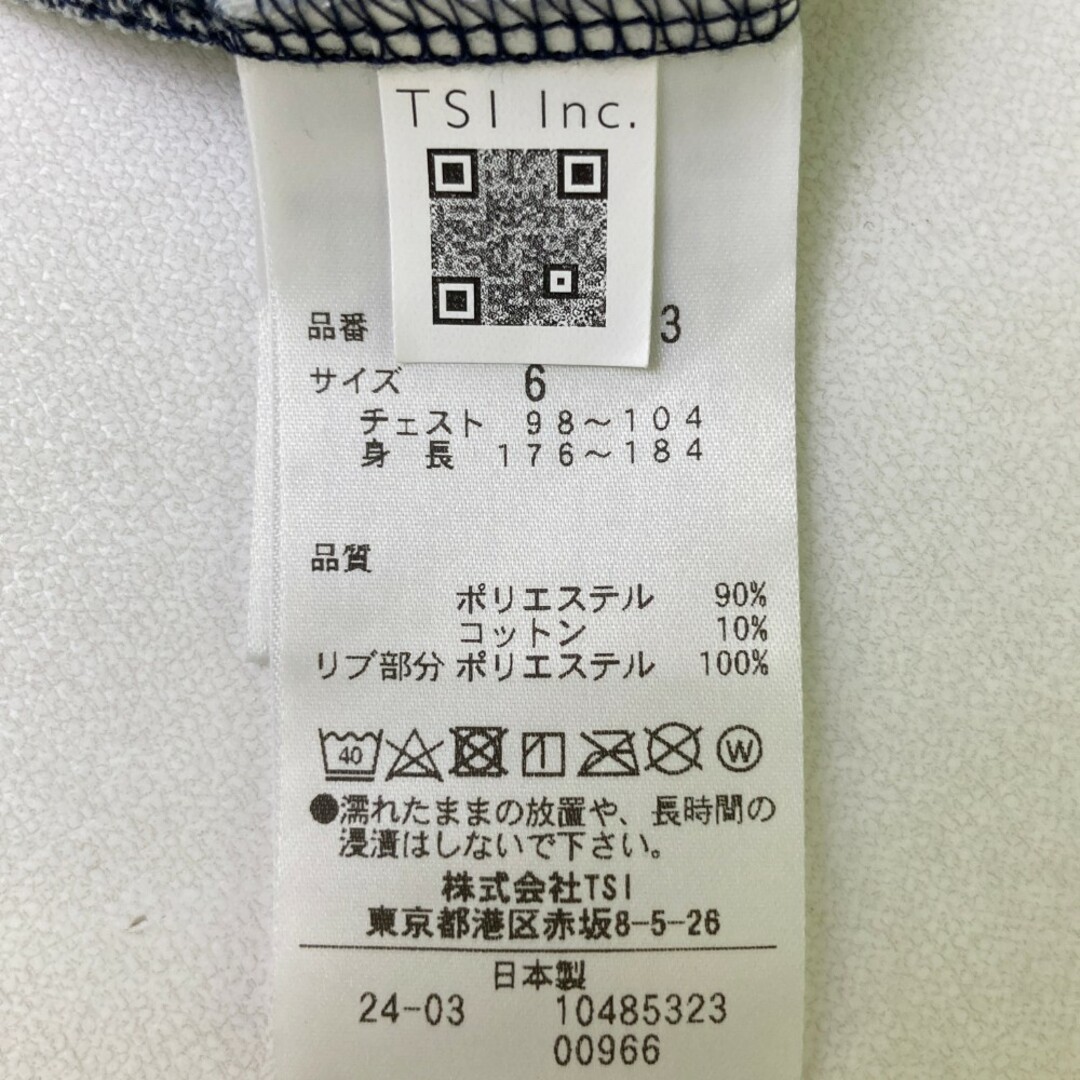 TSI Inc.
品番 3
サイズ 6
チェスト 98～104
身長 176～184
品質
ポリエステル 90%
コットン 10%
リブ部分 ポリエステル 100%
40 1 W
●濡れたままの放置や、長時間の
浸漬はしないで下さい。
株式会社TSI
東京都港区赤坂8-5-26
日本製
24-03 10485323
00966